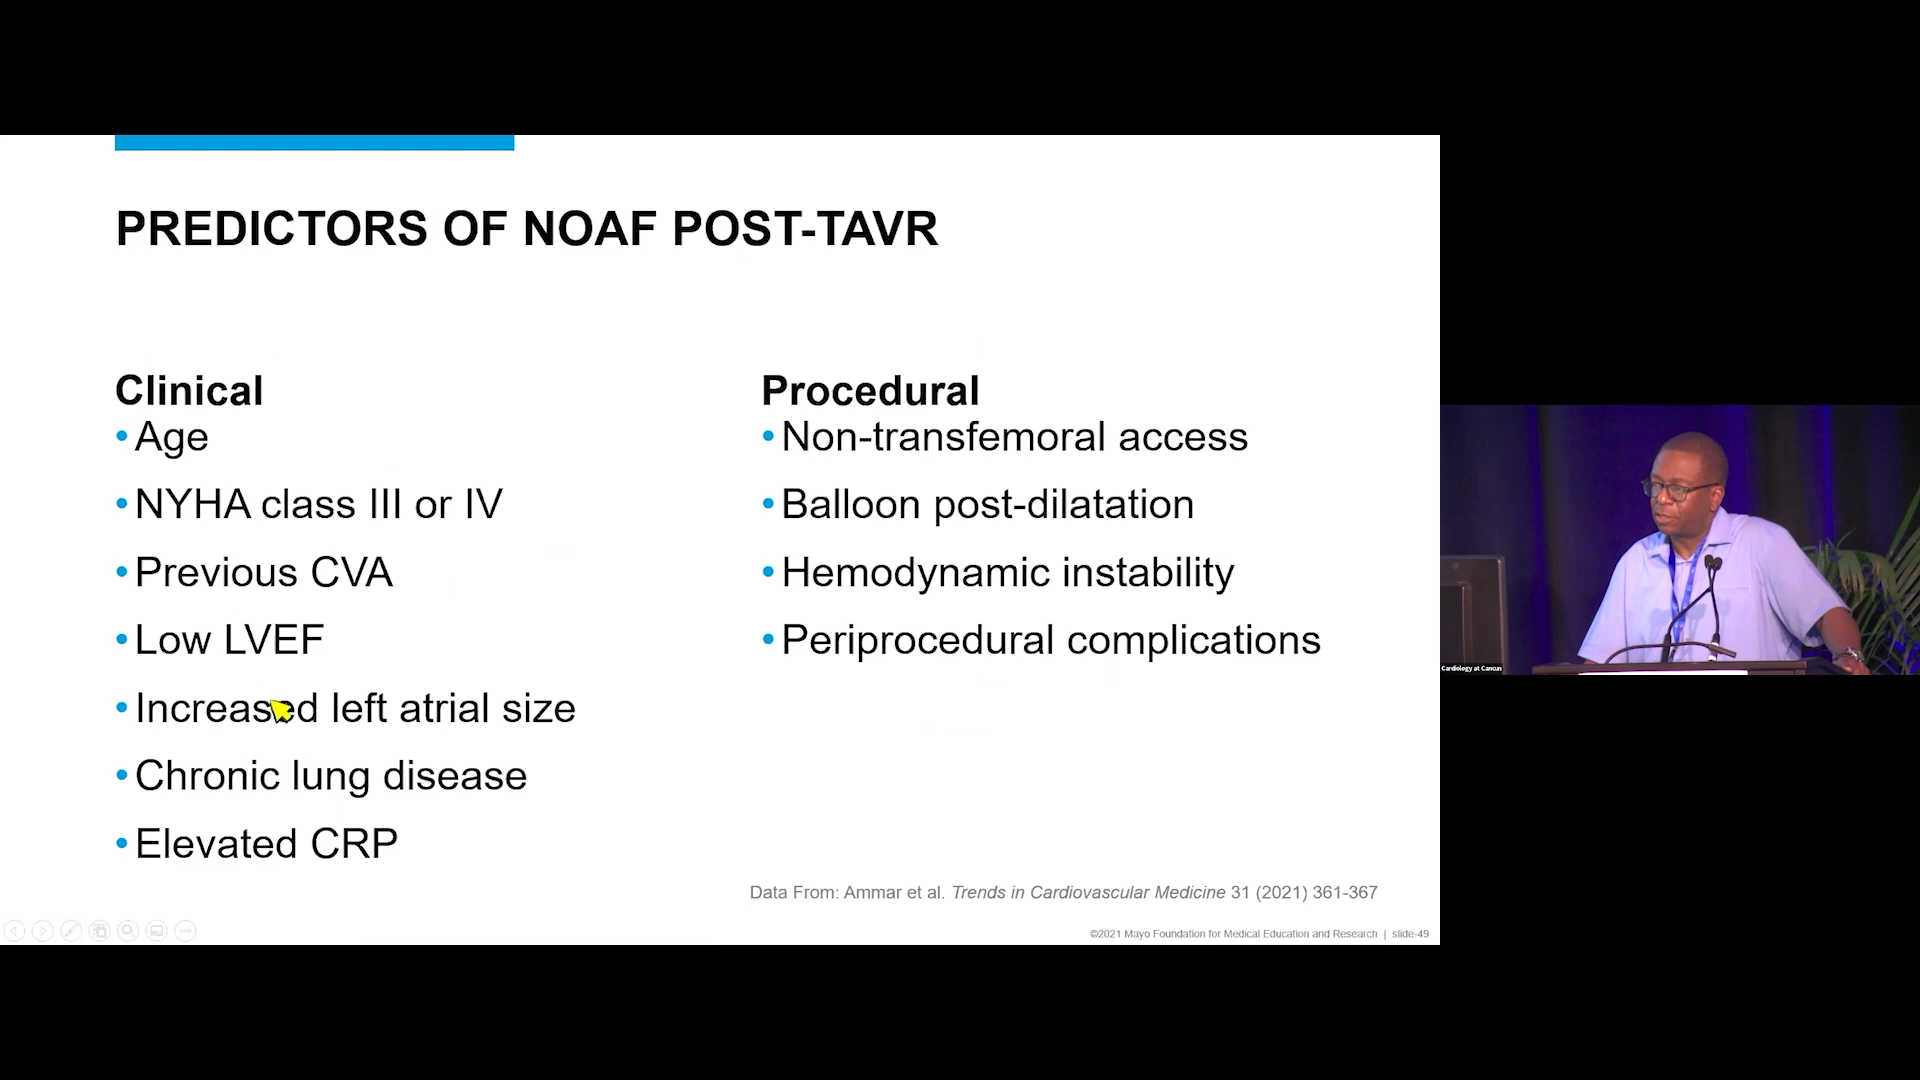 PREDICTORS OF NOAF POST-TAVR
Clinical
•Age
•NYHA class III or IV
•Previous CVA
•Low LVEF
•Increased left atrial size
•Chronic lung disease
•Elevated CRP
Procedural
•Non-transfemoral access
•Balloon post-dilatation
•Hemodynamic instability
•Periprocedural complications
Data From: Ammar et al. Trends in Cardiovascular Medicine 31 (2021) 361-367
©2021 Mayo Foundation for Medical Education and Research | slide-49
Cardiology at Cancun